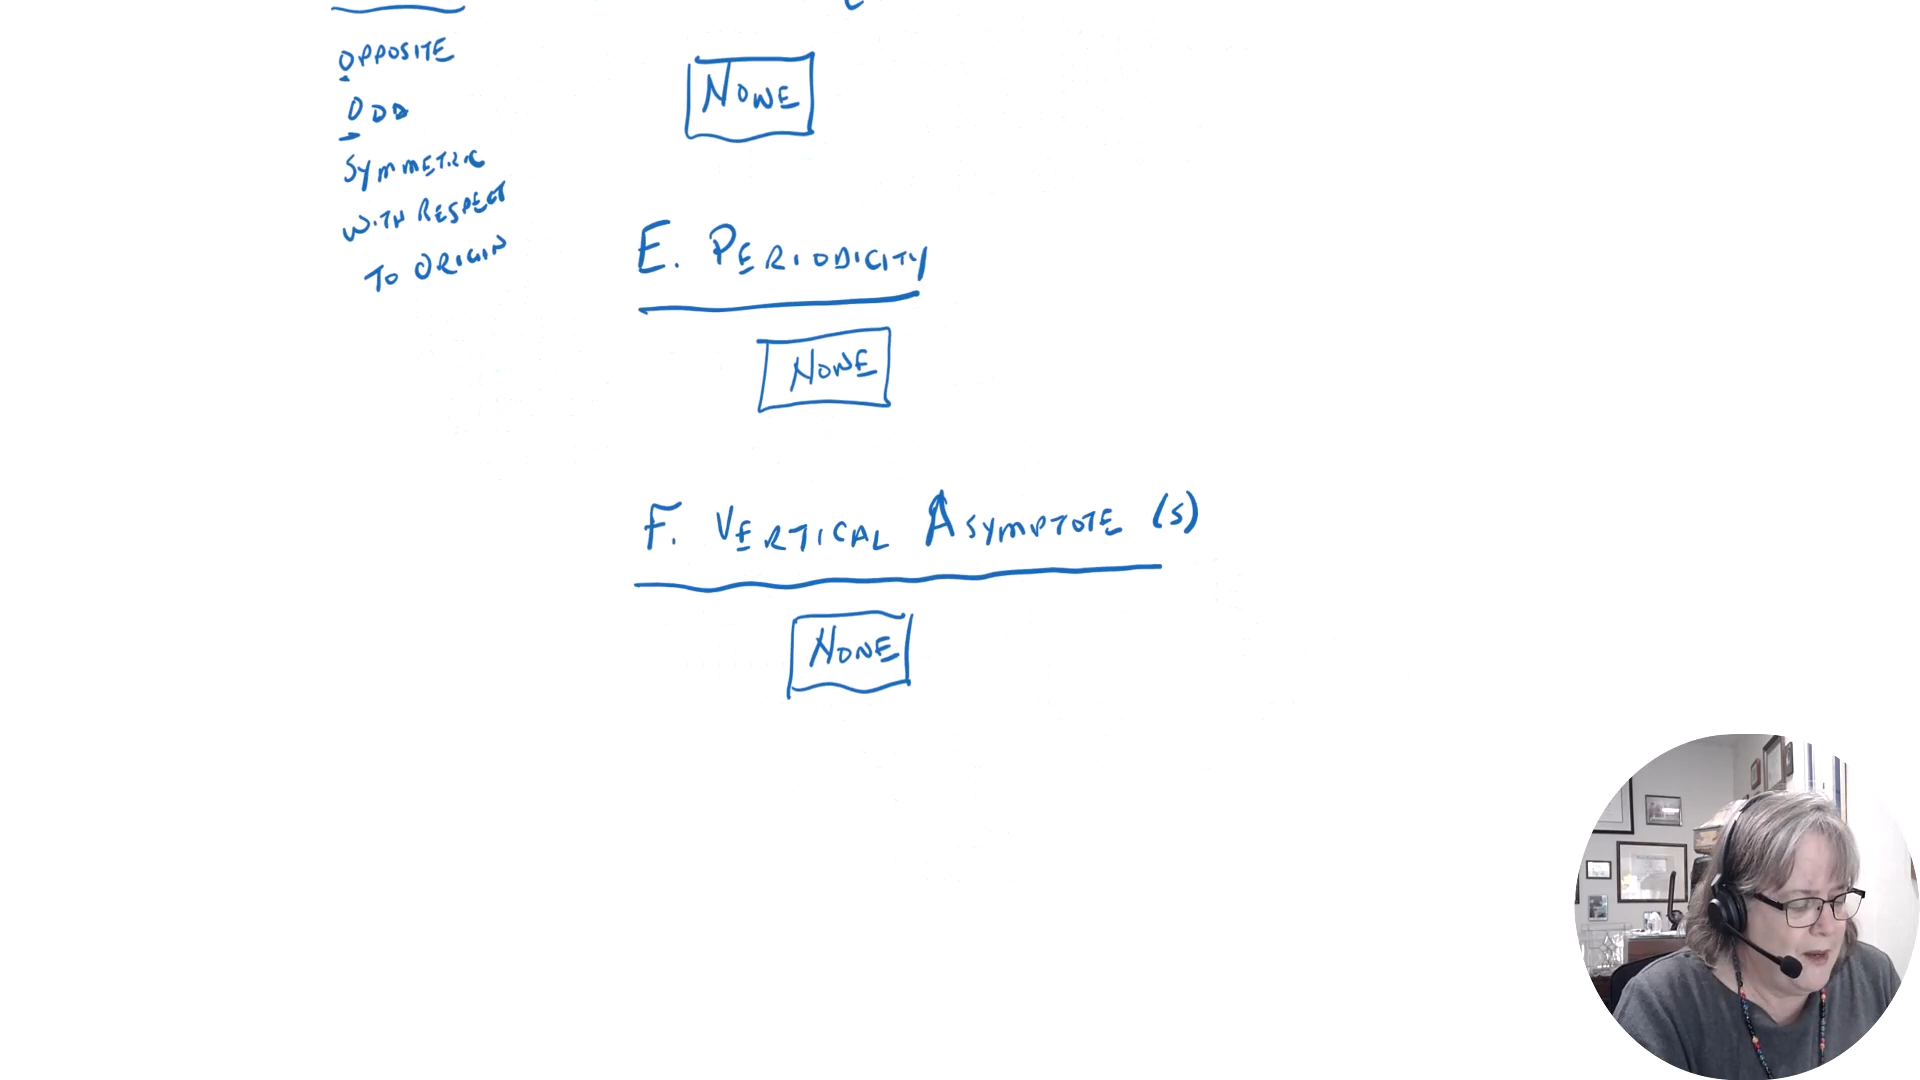 OPPOSITE
ODD
SYMMETRIC
WITH RESPECT
TO ORIGIN
NONE
E. PERIODICITY
NONE
F. VERTICAL ASYMPTOTE (S)
NONE